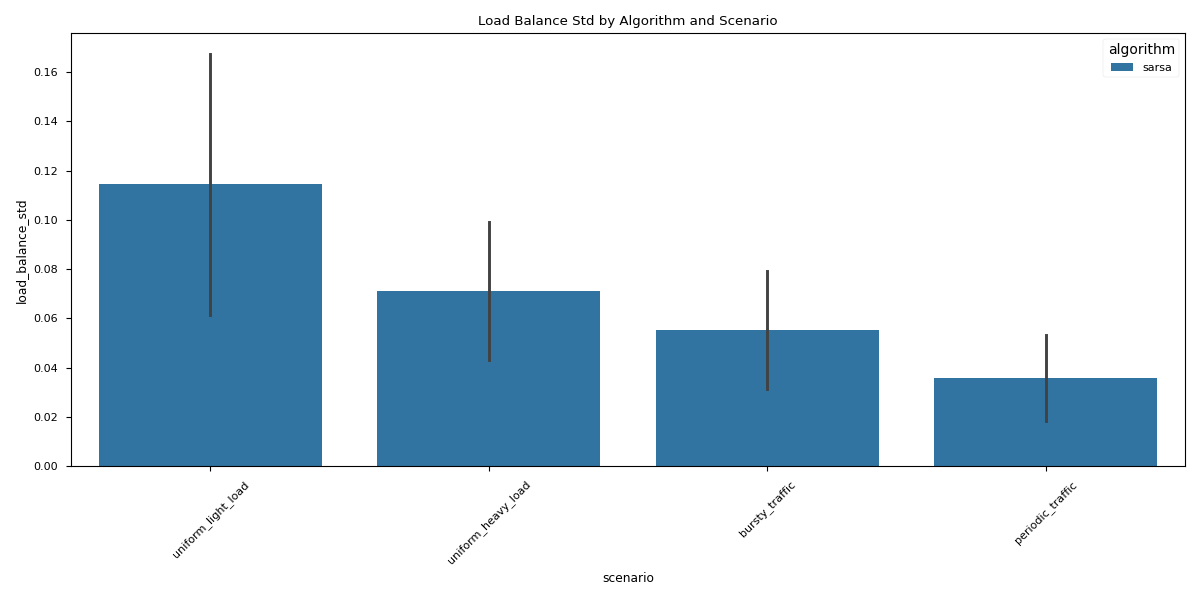 Load Balance Std by Algorithm and Scenario
algorithm
sarsa
load_balance_std
0.16
0.14
0.12
0.10
0.08
0.06
0.04
0.02
0.00
uniform_light_load
uniform_heavy_load
bursty_traffic
periodic_traffic
scenario